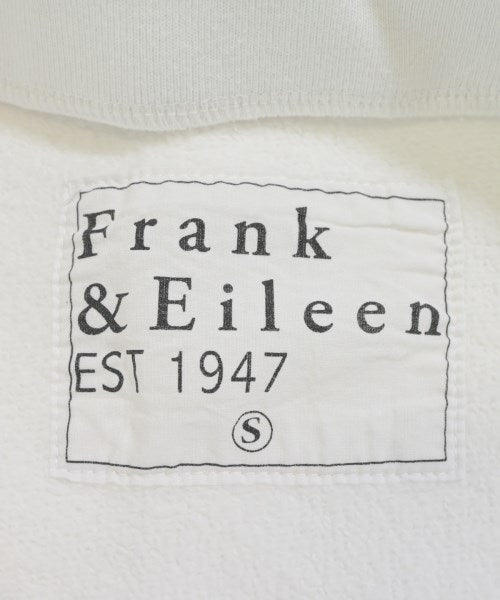 Frank
& Eileen
EST 1947
S